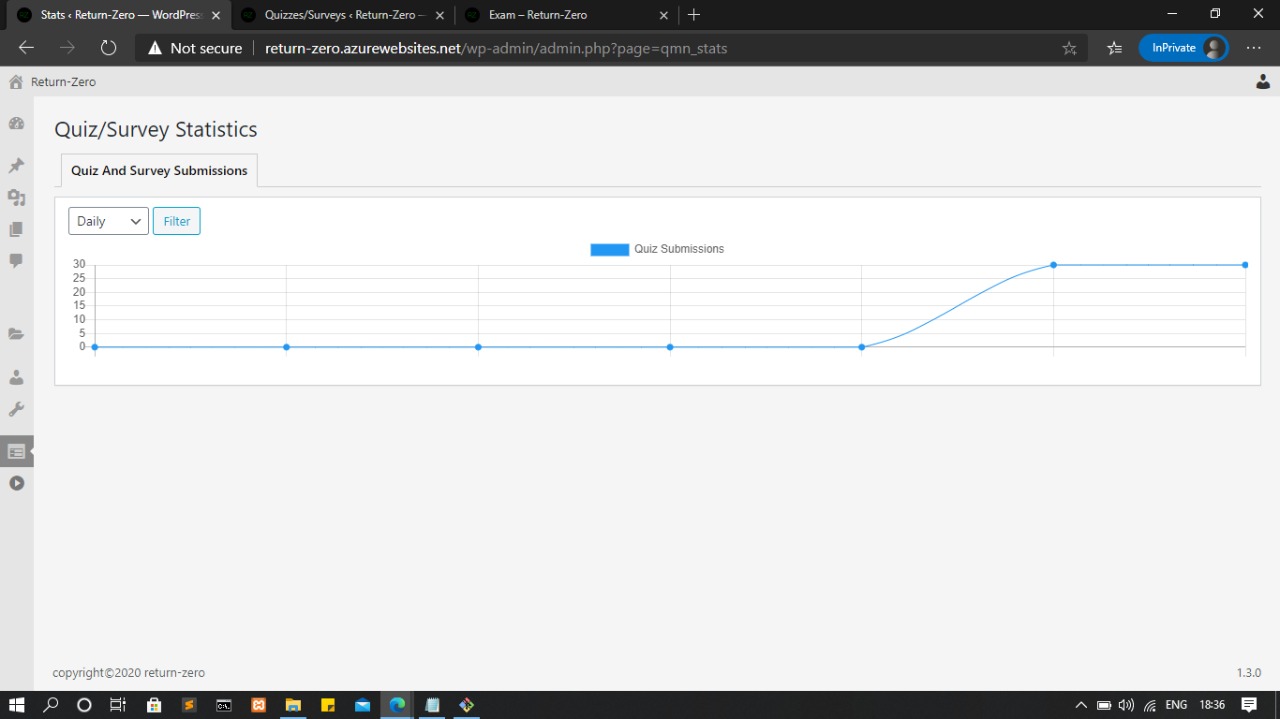 Stats ‹ Return-Zero — WordPres
Quizzes/Surveys ‹ Return-Zero —
Exam – Return-Zero
Not secure
return-zero.azurewebsites.net/wp-admin/admin.php?page=qmn_stats
InPrivate
Return-Zero
Quiz/Survey Statistics
Quiz And Survey Submissions
Daily
Filter
Quiz Submissions
30
25
20
15
10
5
0
copyright©2020 return-zero
1.3.0
ENG
18:36